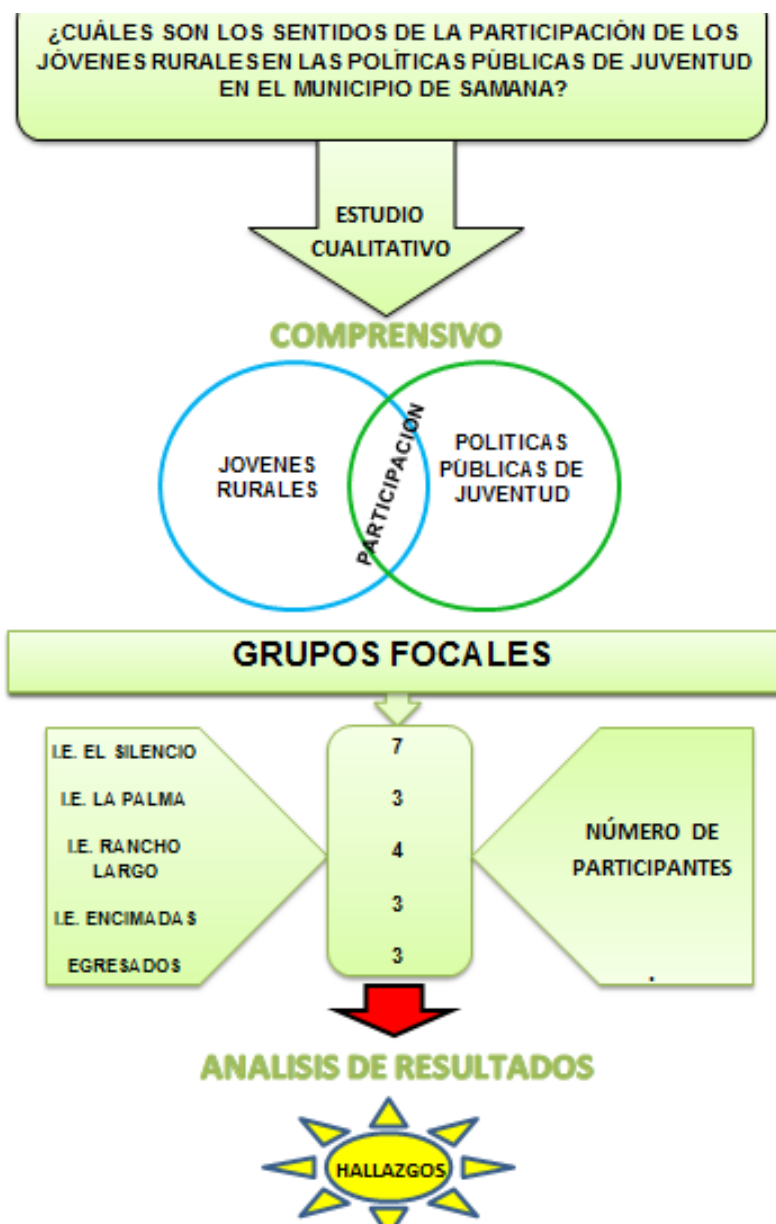 ¿CUÁLES SON LOS SENTIDOS DE LA PARTICIPACIÓN DE LOS
JÓVENES RURALES EN LAS POLÍTICAS PÚBLICAS DE JUVENTUD
EN EL MUNICIPIO DE SAMANA?
ESTUDIO
CUALITATIVO
COMPRENSIVO
JOVENES
RURALES
PARTICIPACIÓN
POLITICAS
PÚBLICAS DE
JUVENTUD
GRUPOS FOCALES
I.E. EL SILENCIO
I.E. LA PALMA
I.E. RANCHO
LARGO
I.E. ENCIMADAS
EGRESADOS
7
3
4
3
3
NÚMERO DE
PARTICIPANTES
.
ANALISIS DE RESULTADOS
HALLAZGOS